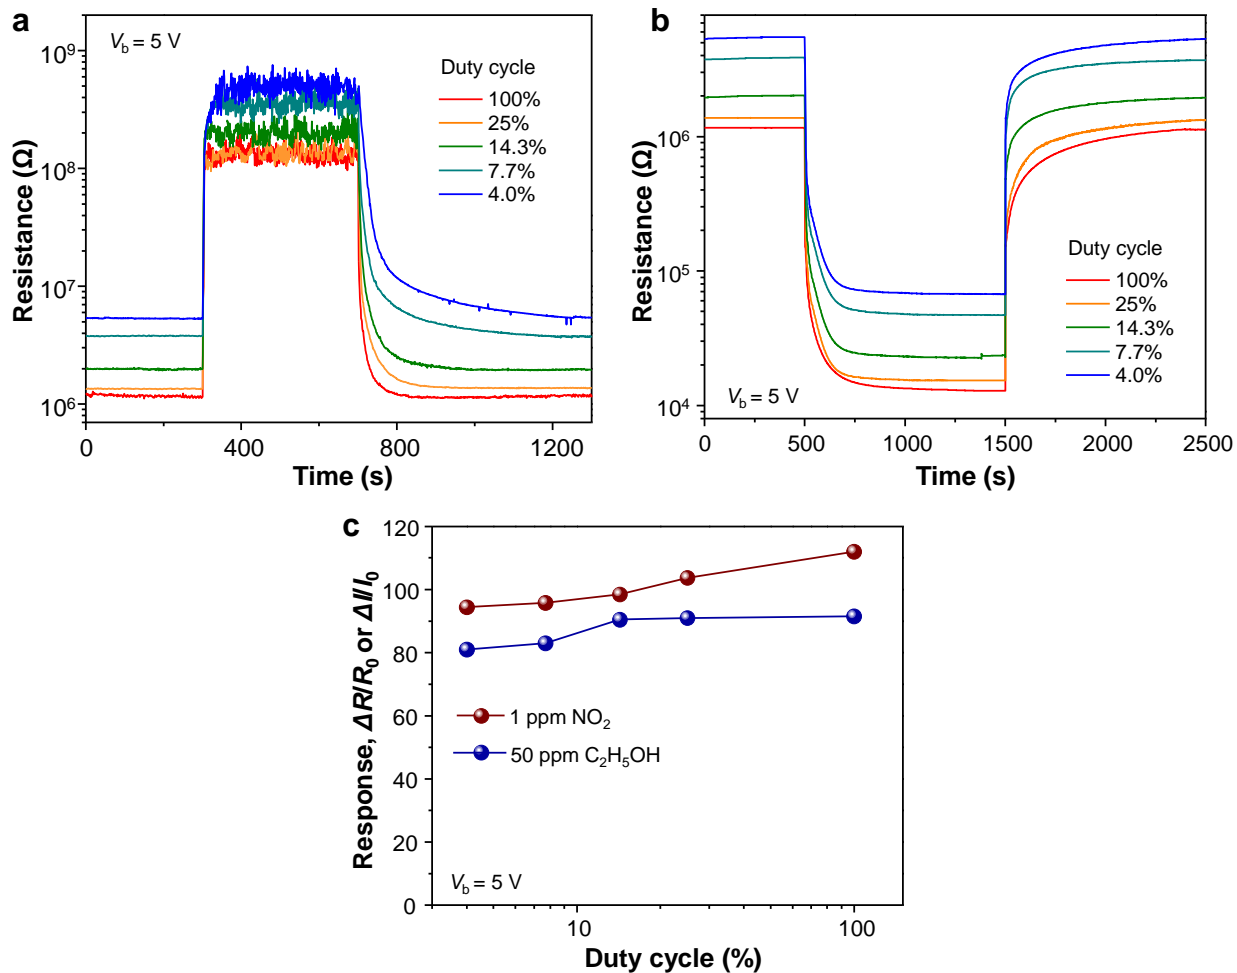 a
V_b = 5 V
Duty cycle
100%
25%
14.3%
7.7%
4.0%
10⁹
10⁸
10⁷
10⁶
Resistance (Ω)
0
400
800
1200
Time (s)
b
10⁶
10⁵
10⁴
Resistance (Ω)
Duty cycle
100%
25%
14.3%
7.7%
4.0%
V_b = 5 V
0
500
1000
1500
2000
2500
Time (s)
c
120
100
80
60
40
20
0
Response, ΔR/R₀ or ΔI/I₀
1 ppm NO₂
50 ppm C₂H₅OH
V_b = 5 V
10
100
Duty cycle (%)